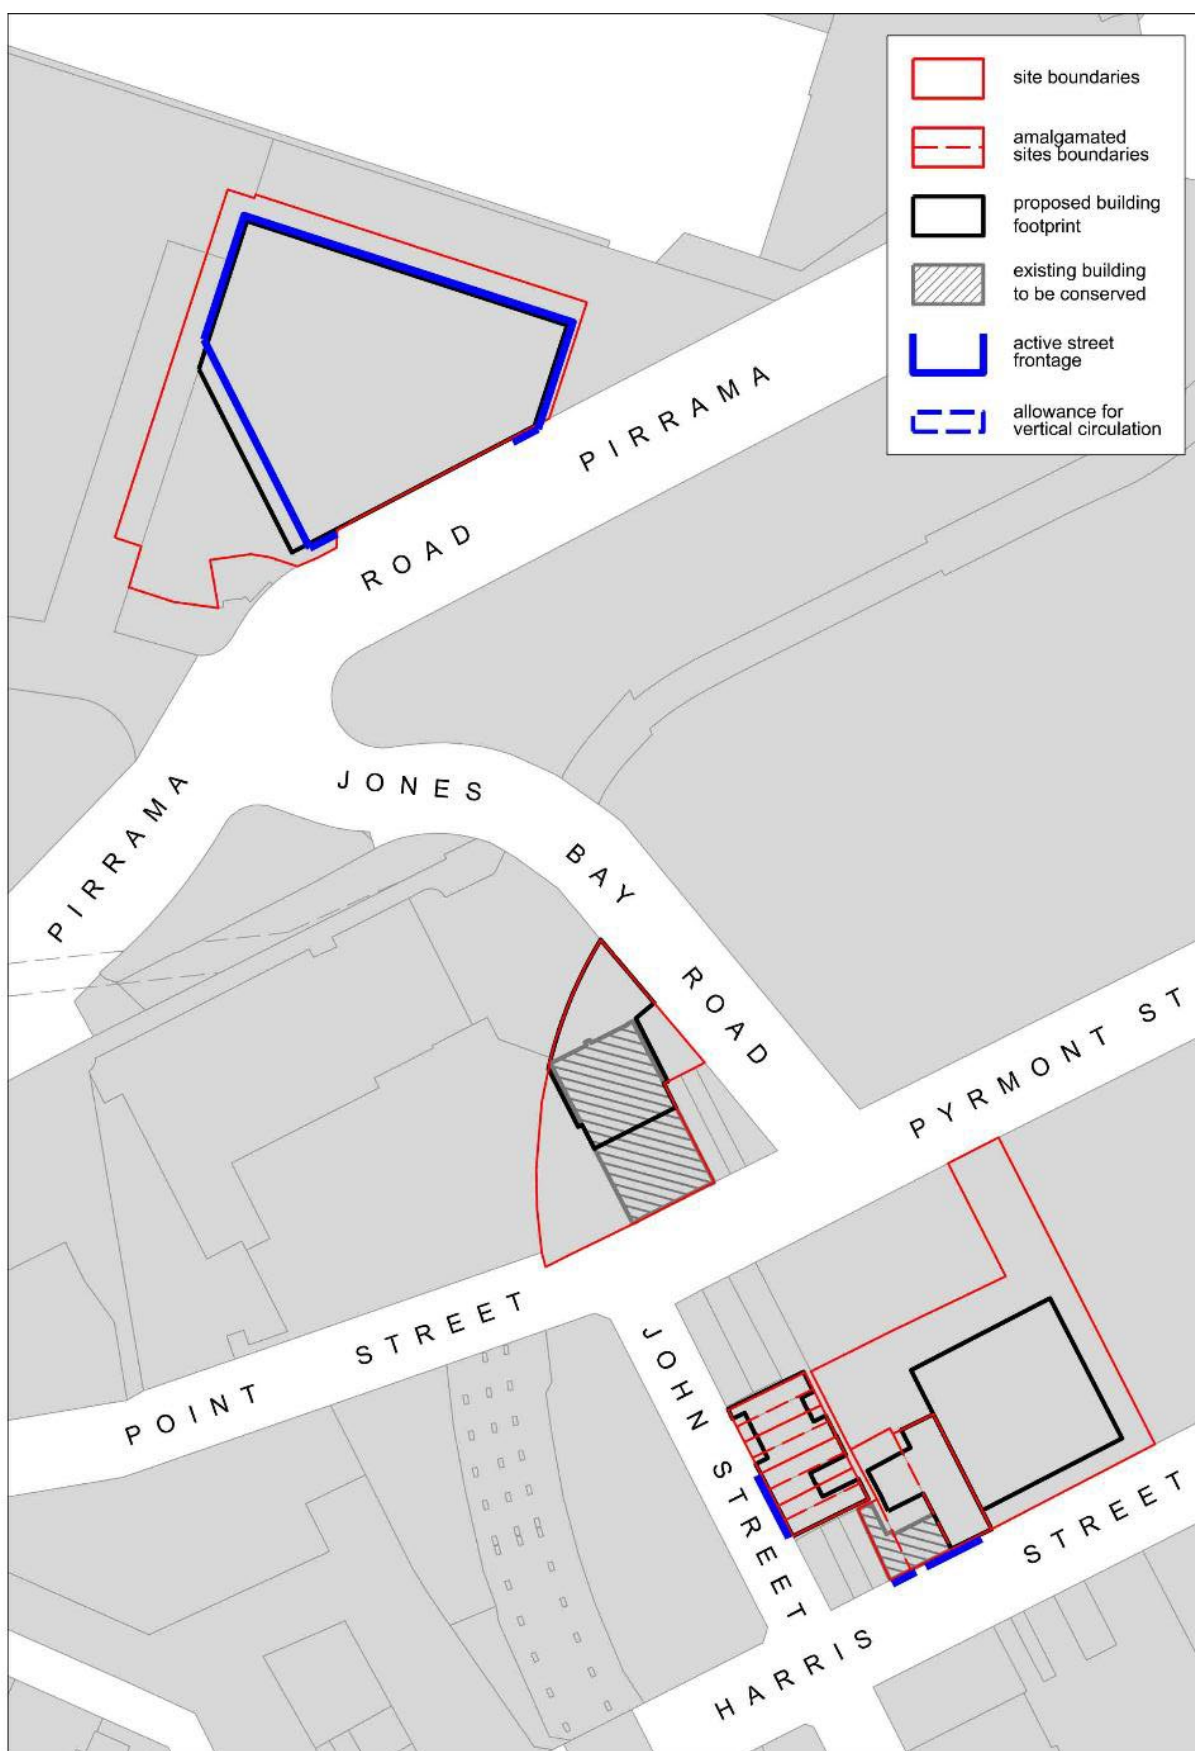 site boundaries
amalgamated
sites boundaries
proposed building
footprint
existing building
to be conserved
active street
frontage
allowance for
vertical circulation
PIRRAMA
ROAD
PIRRAMA
JONES
BAY
ROAD
PYRMONT ST
POINT STREET
JOHN STREET
HARRIS STREET